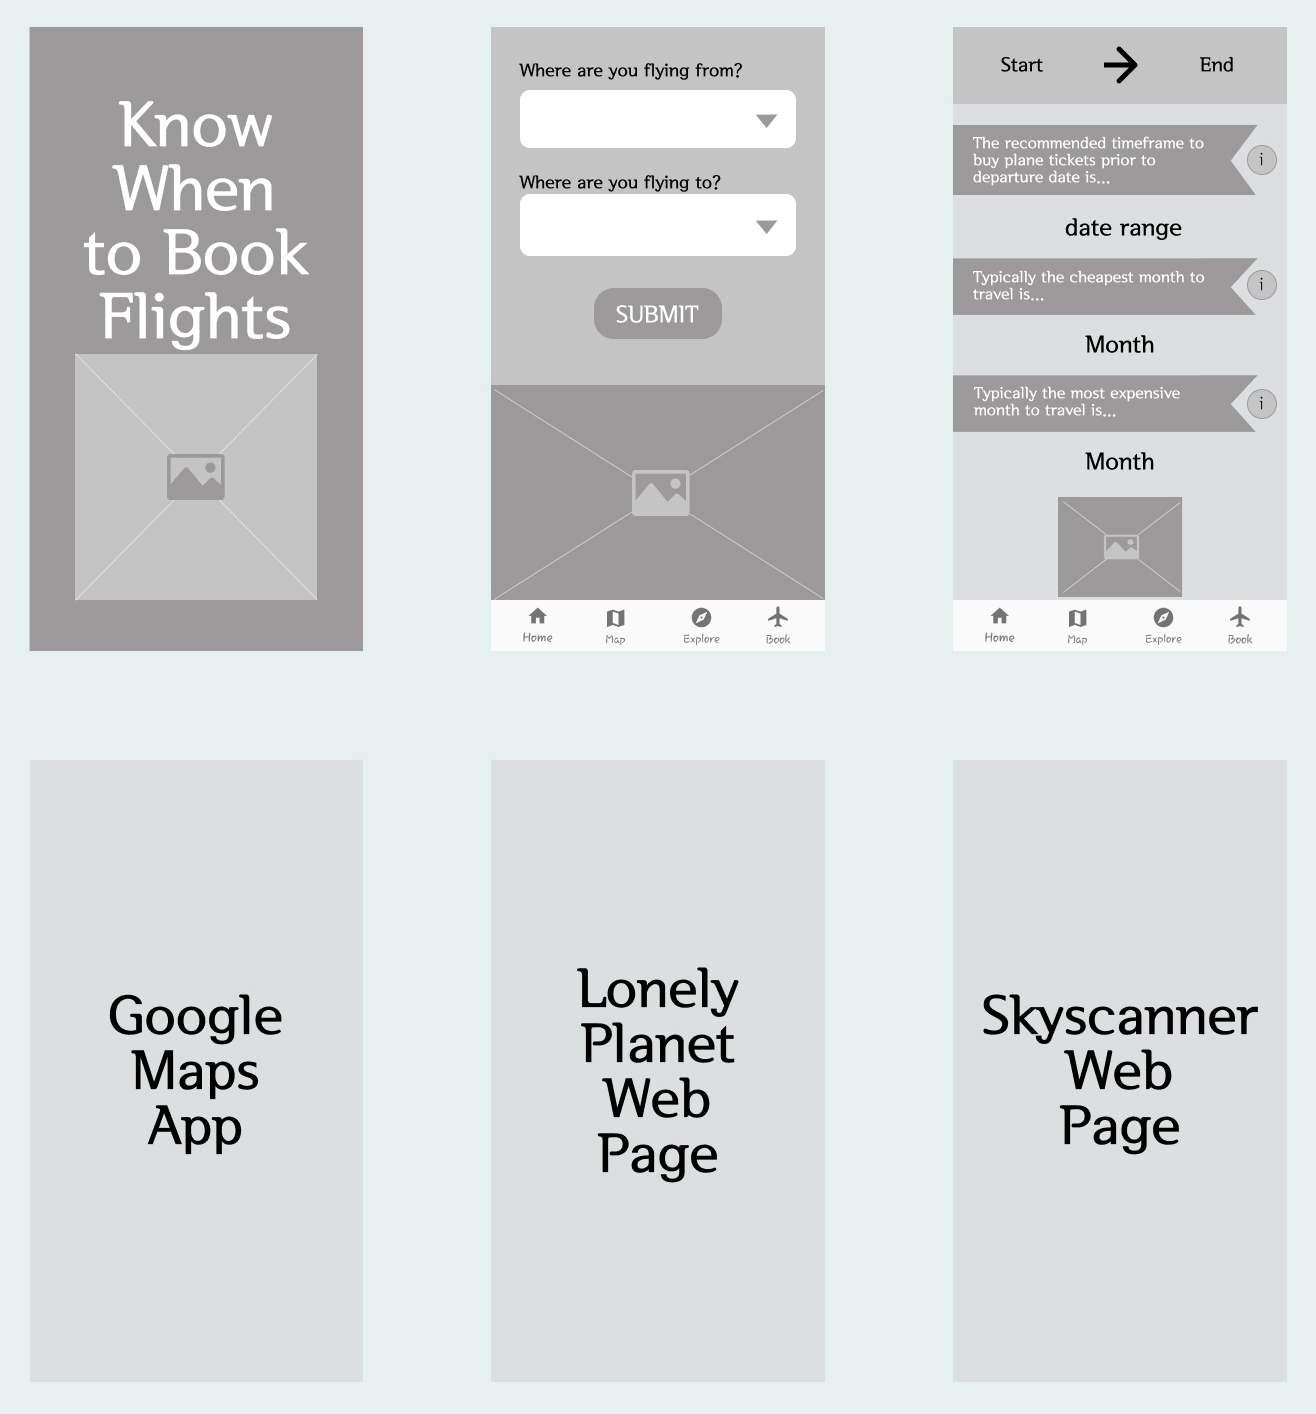 Know
When
to Book
Flights
Where are you flying from?
Where are you flying to?
SUBMIT
Home Map Explore Book
Start End
The recommended timeframe to
buy plane tickets prior to
departure date is...
i
date range
Typically the cheapest month to
travel is...
i
Month
Typically the most expensive
month to travel is...
i
Month
Home Map Explore Book
Google
Maps
App
Lonely
Planet
Web
Page
Skyscanner
Web
Page